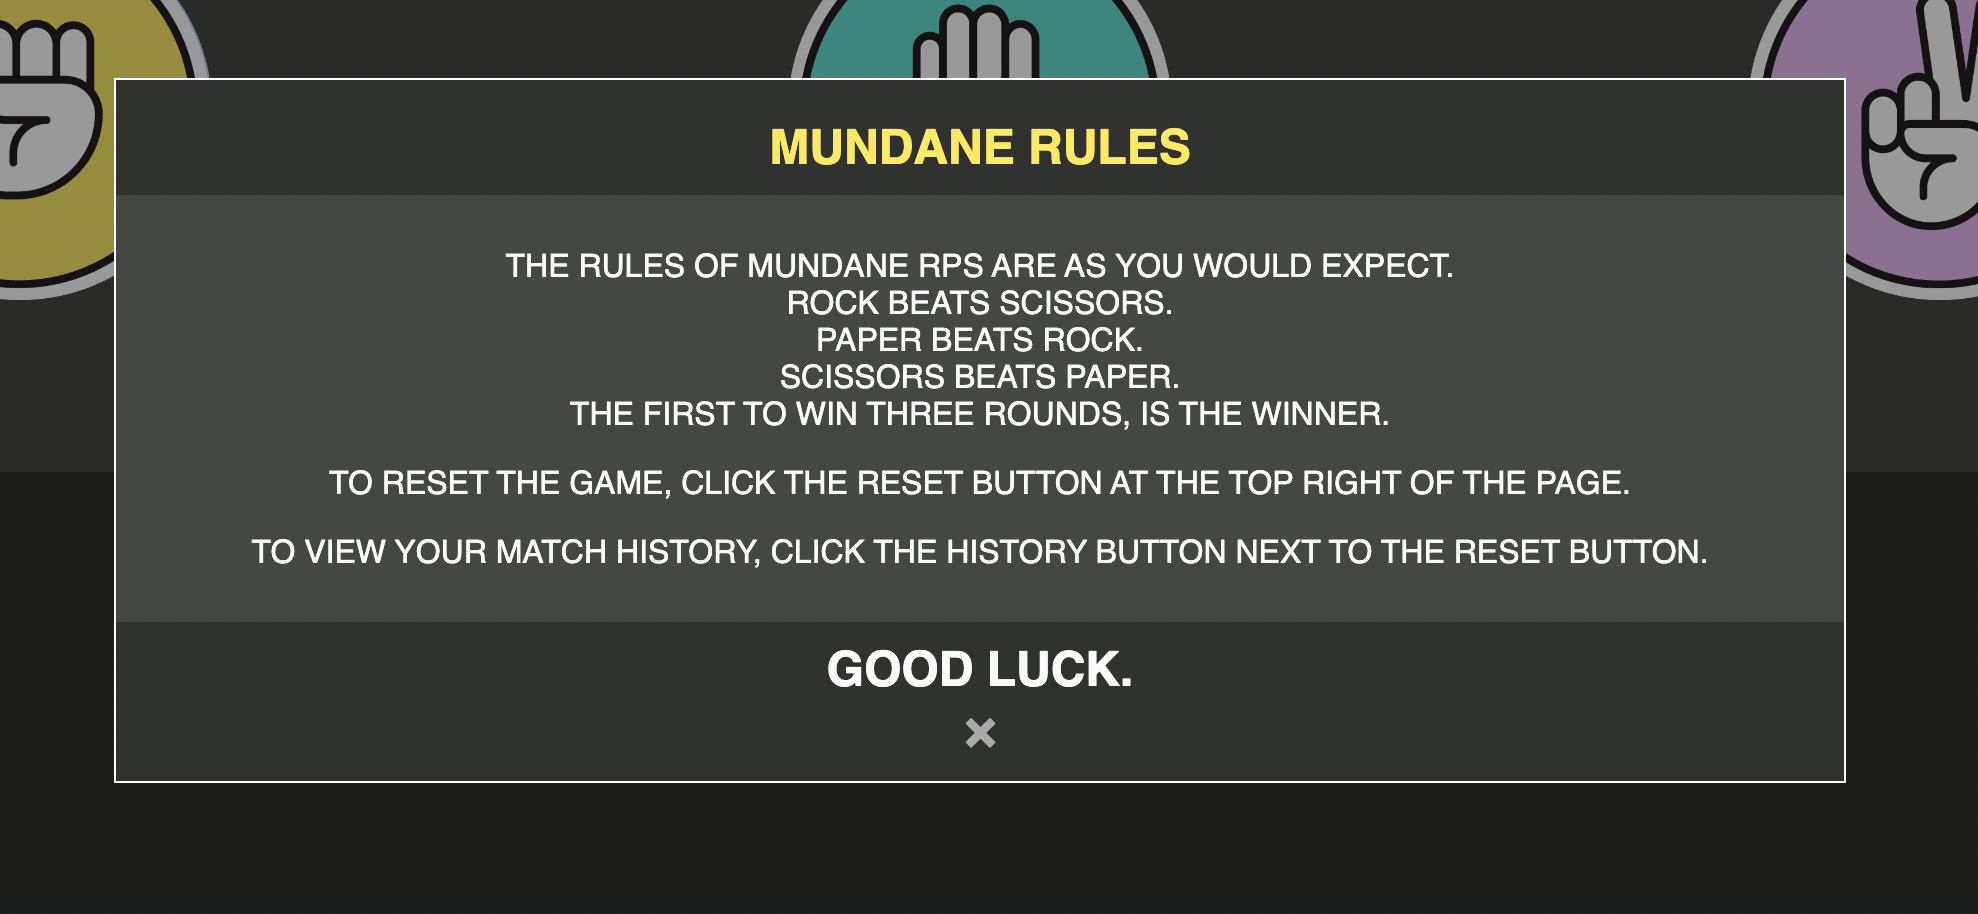 MUNDANE RULES
THE RULES OF MUNDANE RPS ARE AS YOU WOULD EXPECT.
ROCK BEATS SCISSORS.
PAPER BEATS ROCK.
SCISSORS BEATS PAPER.
THE FIRST TO WIN THREE ROUNDS, IS THE WINNER.
TO RESET THE GAME, CLICK THE RESET BUTTON AT THE TOP RIGHT OF THE PAGE.
TO VIEW YOUR MATCH HISTORY, CLICK THE HISTORY BUTTON NEXT TO THE RESET BUTTON.
GOOD LUCK.